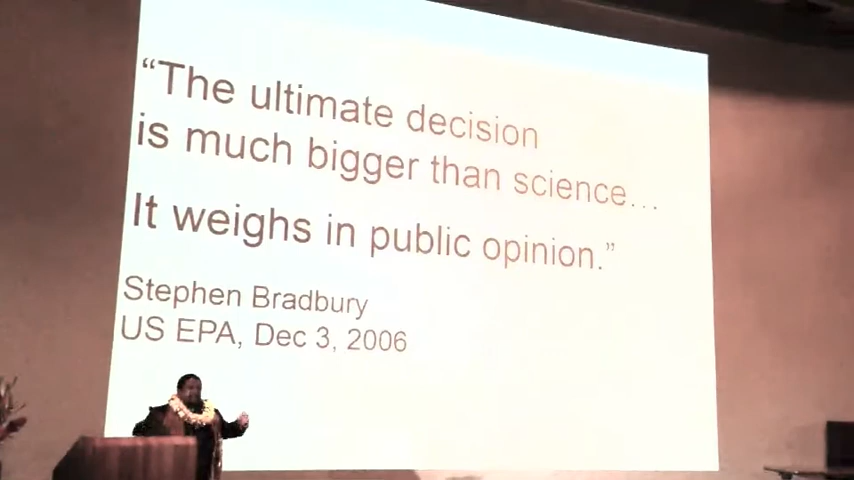 “The ultimate decision
is much bigger than science…
It weighs in public opinion.”
Stephen Bradbury
US EPA, Dec 3, 2006